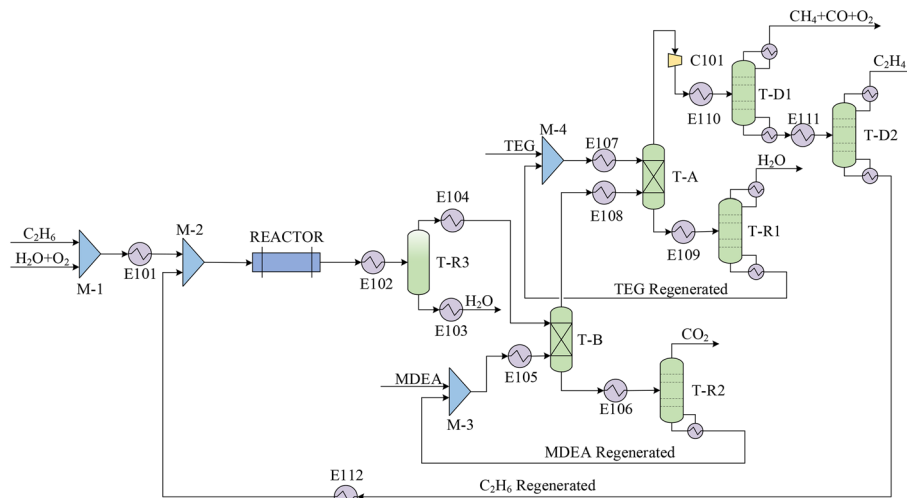 CH₄+CO+O₂
C101
C₂H₄
T-D1
E110
E111
T-D2
M-4
E107
TEG
T-A
E108
H₂O
E104
T-R1
E109
M-2
REACTOR
C₂H₆
H₂O+O₂
E101
M-1
E102
T-R3
TEG Regenerated
H₂O
E103
T-B
CO₂
MDEA
E105
T-R2
E106
M-3
MDEA Regenerated
E112
C₂H₆ Regenerated